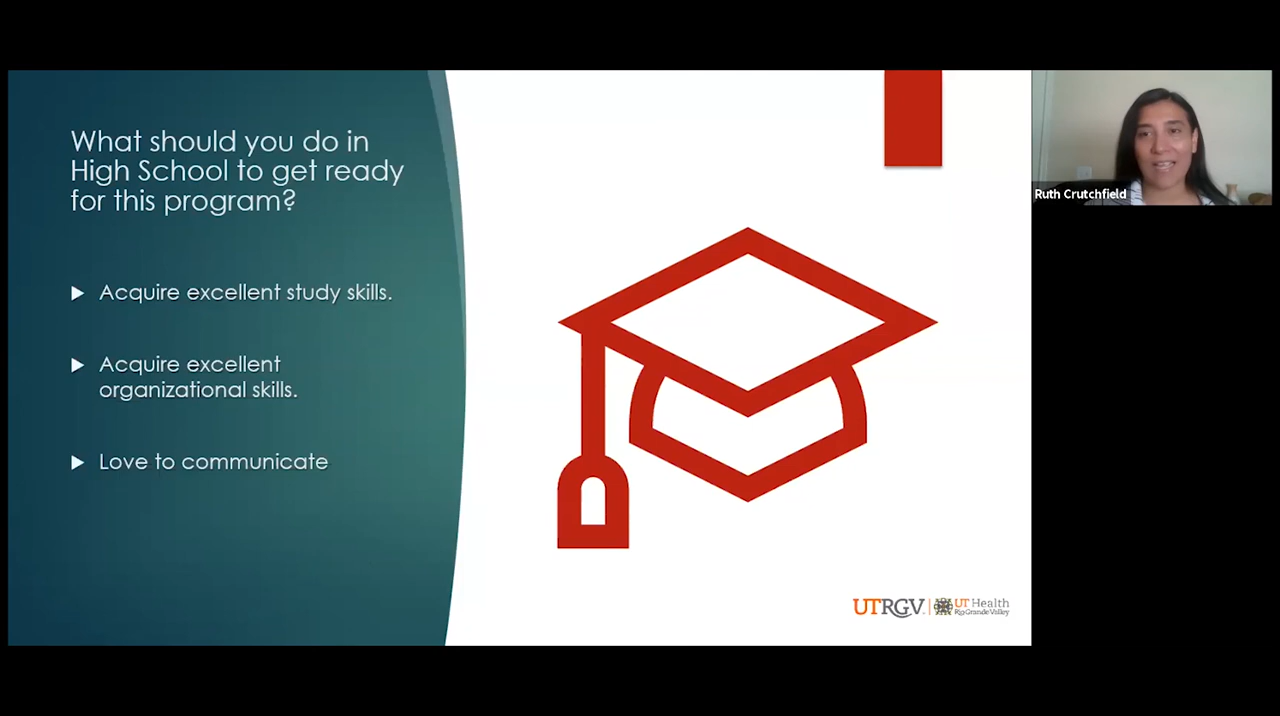 What should you do in
High School to get ready
for this program?
Acquire excellent study skills.
Acquire excellent
organizational skills.
Love to communicate
Ruth Crutchfield
UTRGV
UT Health
Rio Grande Valley